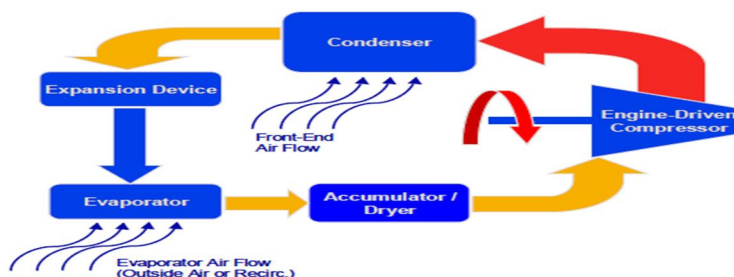 Condenser
Expansion Device
Engine-Driven
Compressor
Front-End
Air Flow
Evaporator
Accumulator /
Dryer
Evaporator Air Flow
(Outside Air or Recirc.)